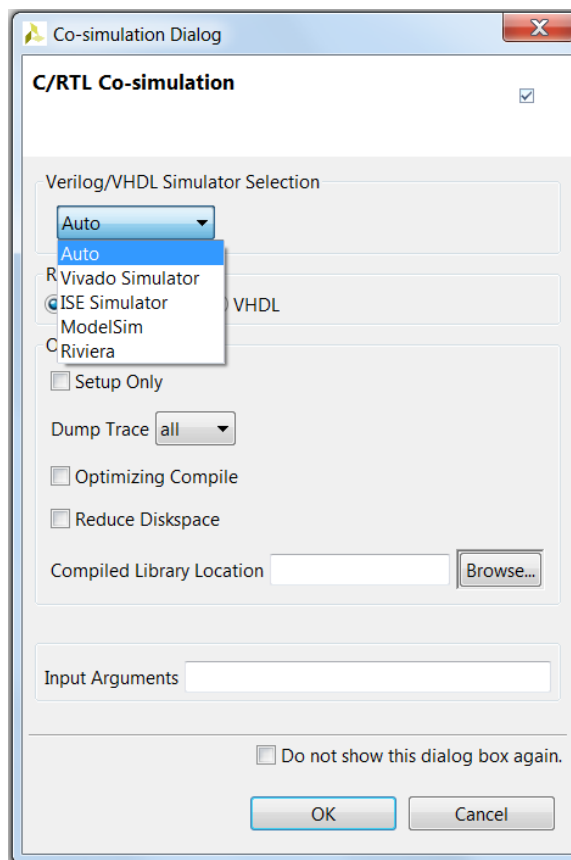 Co-simulation Dialog
C/RTL Co-simulation
Verilog/VHDL Simulator Selection
Auto
Auto
Vivado Simulator
R
ISE Simulator
VHDL
ModelSim
O
Riviera
Setup Only
Dump Trace all
Optimizing Compile
Reduce Diskspace
Compiled Library Location Browse...
Input Arguments
Do not show this dialog box again.
OK Cancel